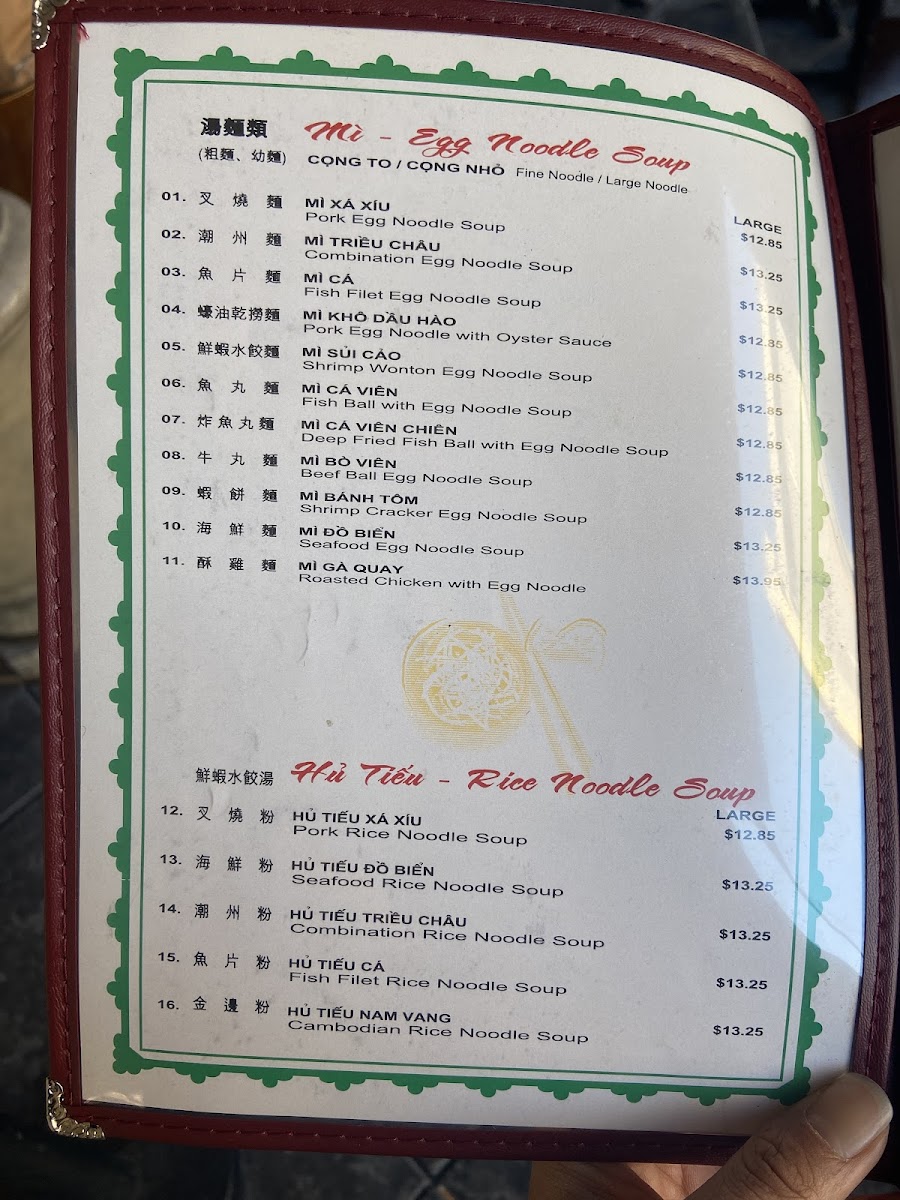 湯麵類 Mì - Egg Noodle Soup
(粗麵、幼麵) CỌNG TO / CỌNG NHỎ Fine Noodle / Large Noodle
LARGE
01. 叉燒麵 MÌ XÁ XÍU $12.85
Pork Egg Noodle Soup
02. 潮州麵 MÌ TRIỀU CHÂU $13.25
Combination Egg Noodle Soup
03. 魚片麵 MÌ CÁ $13.25
Fish Filet Egg Noodle Soup
04. 蠔油乾撈麵 MÌ KHÔ DẦU HÀO $12.85
Pork Egg Noodle with Oyster Sauce
05. 鮮蝦水餃麵 MÌ SỦI CẢO $12.85
Shrimp Wonton Egg Noodle Soup
06. 魚丸麵 MÌ CÁ VIÊN $12.85
Fish Ball with Egg Noodle Soup
07. 炸魚丸麵 MÌ CÁ VIÊN CHIÊN $12.85
Deep Fried Fish Ball with Egg Noodle Soup
08. 牛丸麵 MÌ BÒ VIÊN $12.85
Beef Ball Egg Noodle Soup
09. 蝦餅麵 MÌ BÁNH TÔM $12.85
Shrimp Cracker Egg Noodle Soup
10. 海鮮麵 MÌ ĐỒ BIỂN $13.25
Seafood Egg Noodle Soup
11. 酥雞麵 MÌ GÀ QUAY $13.95
Roasted Chicken with Egg Noodle
鮮蝦水餃湯 Hủ Tiếu - Rice Noodle Soup
LARGE
12. 叉燒粉 HỦ TIẾU XÁ XÍU $12.85
Pork Rice Noodle Soup
13. 海鮮粉 HỦ TIẾU ĐỒ BIỂN $13.25
Seafood Rice Noodle Soup
14. 潮州粉 HỦ TIẾU TRIỀU CHÂU $13.25
Combination Rice Noodle Soup
15. 魚片粉 HỦ TIẾU CÁ $13.25
Fish Filet Rice Noodle Soup
16. 金邊粉 HỦ TIẾU NAM VANG $13.25
Cambodian Rice Noodle Soup